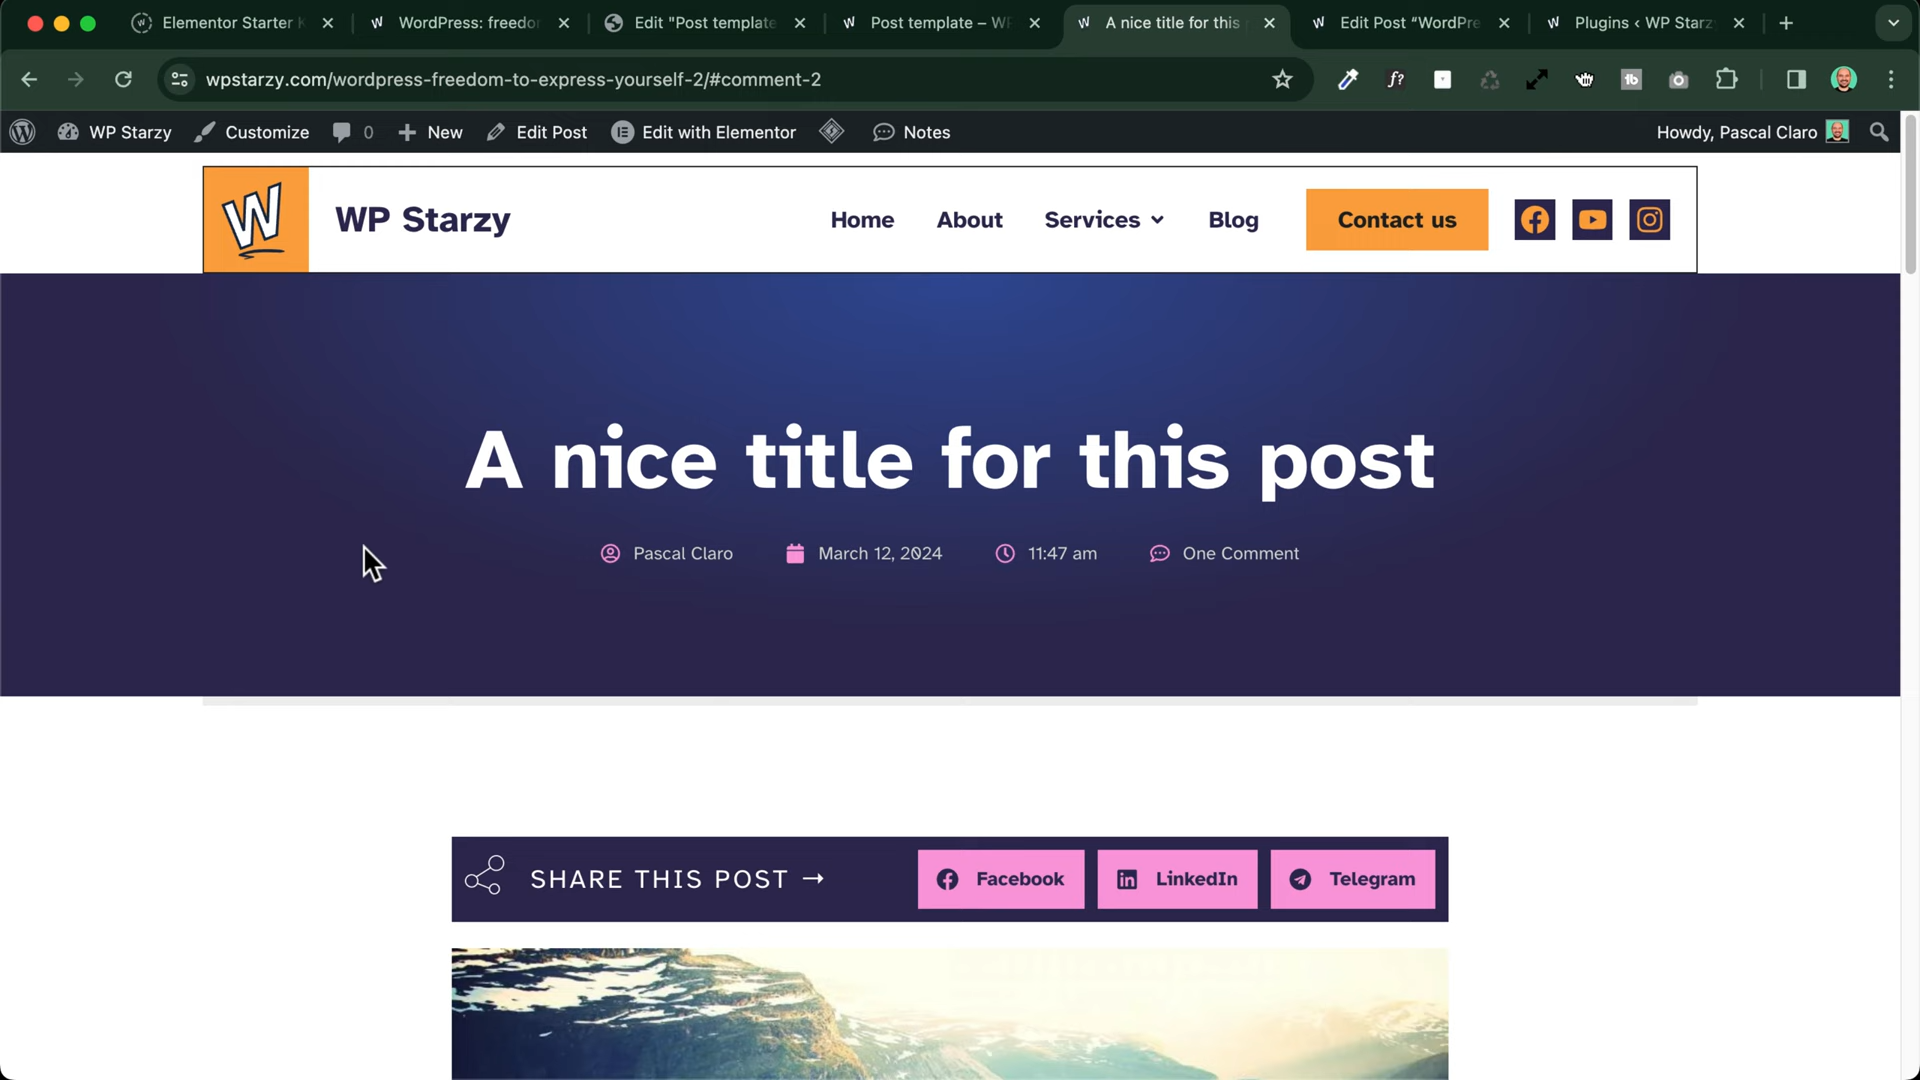 Elementor Starter K
WordPress: freedo
Edit "Post template
Post template – WP
A nice title for this
Edit Post “WordPre
Plugins ‹ WP Starz
wpstarzy.com/wordpress-freedom-to-express-yourself-2/#comment-2
WP Starzy
Customize
0
New
Edit Post
Edit with Elementor
Notes
Howdy, Pascal Claro
W
WP Starzy
Home
About
Services
Blog
Contact us
A nice title for this post
Pascal Claro
March 12, 2024
11:47 am
One Comment
SHARE THIS POST →
Facebook
LinkedIn
Telegram